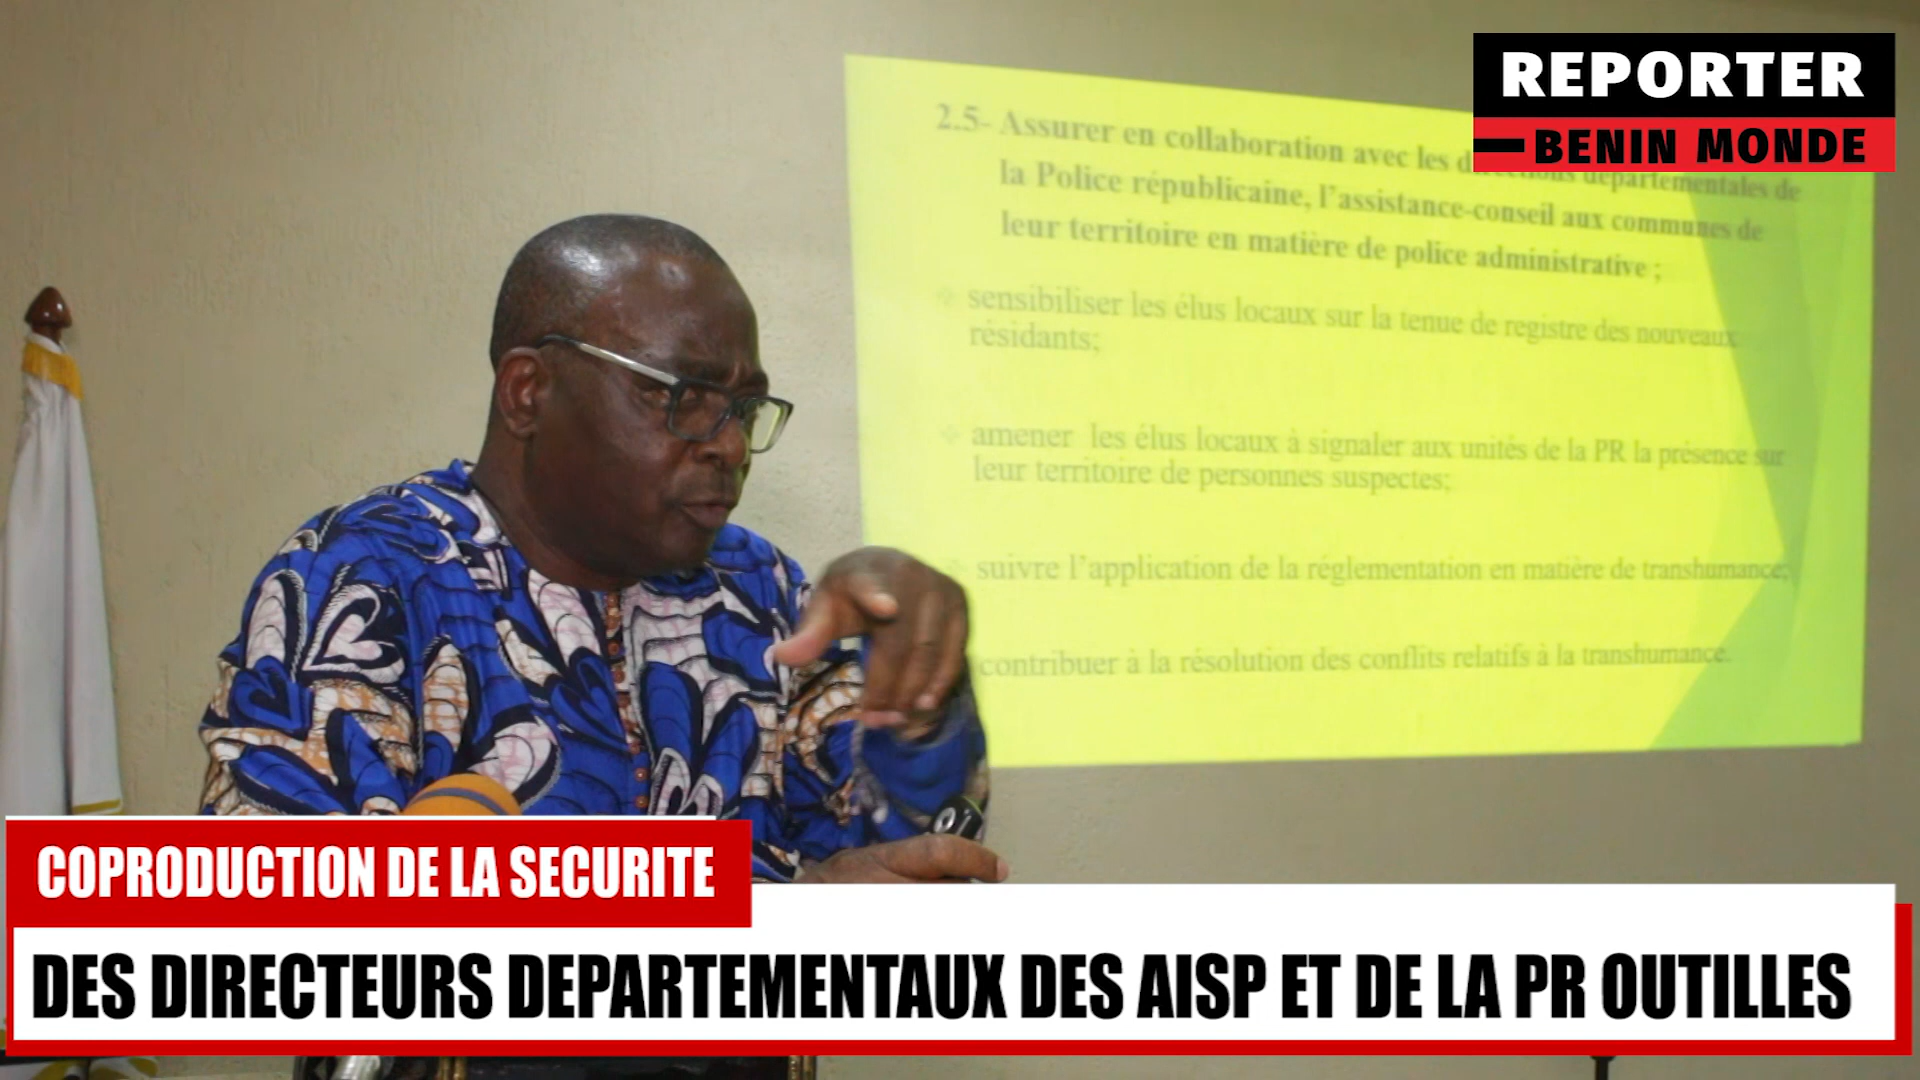 REPORTER
BENIN MONDE
2.5- Assurer en collaboration avec les directions départementales de
la Police républicaine, l'assistance-conseil aux communes de
leur territoire en matière de police administrative ;
sensibiliser les élus locaux sur la tenue de registre des nouveaux
résidants;
amener les élus locaux à signaler aux unités de la PR la présence sur
leur territoire de personnes suspectes;
suivre l'application de la réglementation en matière de transhumance;
contribuer à la résolution des conflits relatifs à la transhumance.
COPRODUCTION DE LA SECURITE
DES DIRECTEURS DEPARTEMENTAUX DES AISP ET DE LA PR OUTILLES